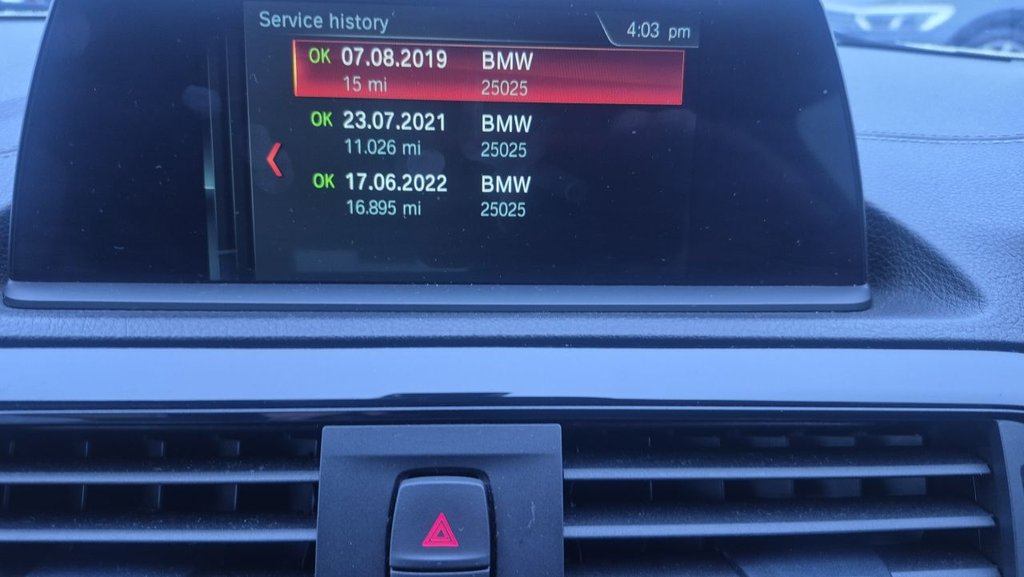 Service history
4:03 pm
OK 07.08.2019 BMW
15 mi 25025
OK 23.07.2021 BMW
11.026 mi 25025
OK 17.06.2022 BMW
16.895 mi 25025